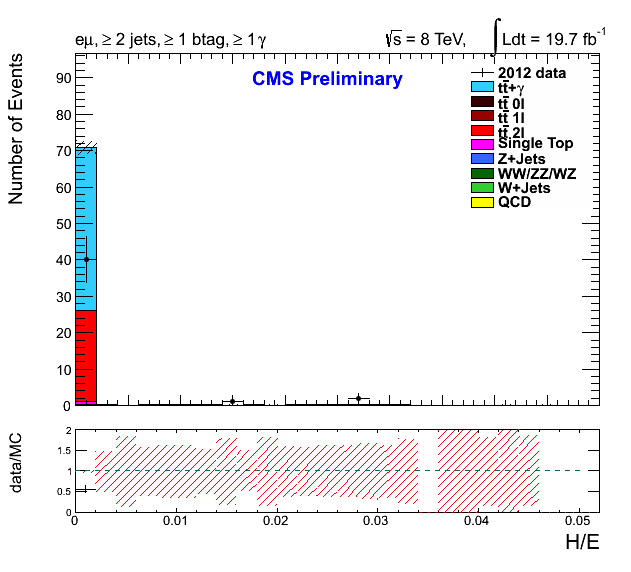 eμ, ≥ 2 jets, ≥ 1 btag, ≥ 1 γ
√s = 8 TeV, ∫ Ldt = 19.7 fb⁻¹
CMS Preliminary
2012 data
tt̄+γ
tt̄ 0l
tt̄ 1l
tt̄ 2l
Single Top
Z+Jets
WW/ZZ/WZ
W+Jets
QCD
Number of Events
90
80
70
60
50
40
30
20
10
0
data/MC
2
1.5
1
0.5
0
0 0.01 0.02 0.03 0.04 0.05
H/E